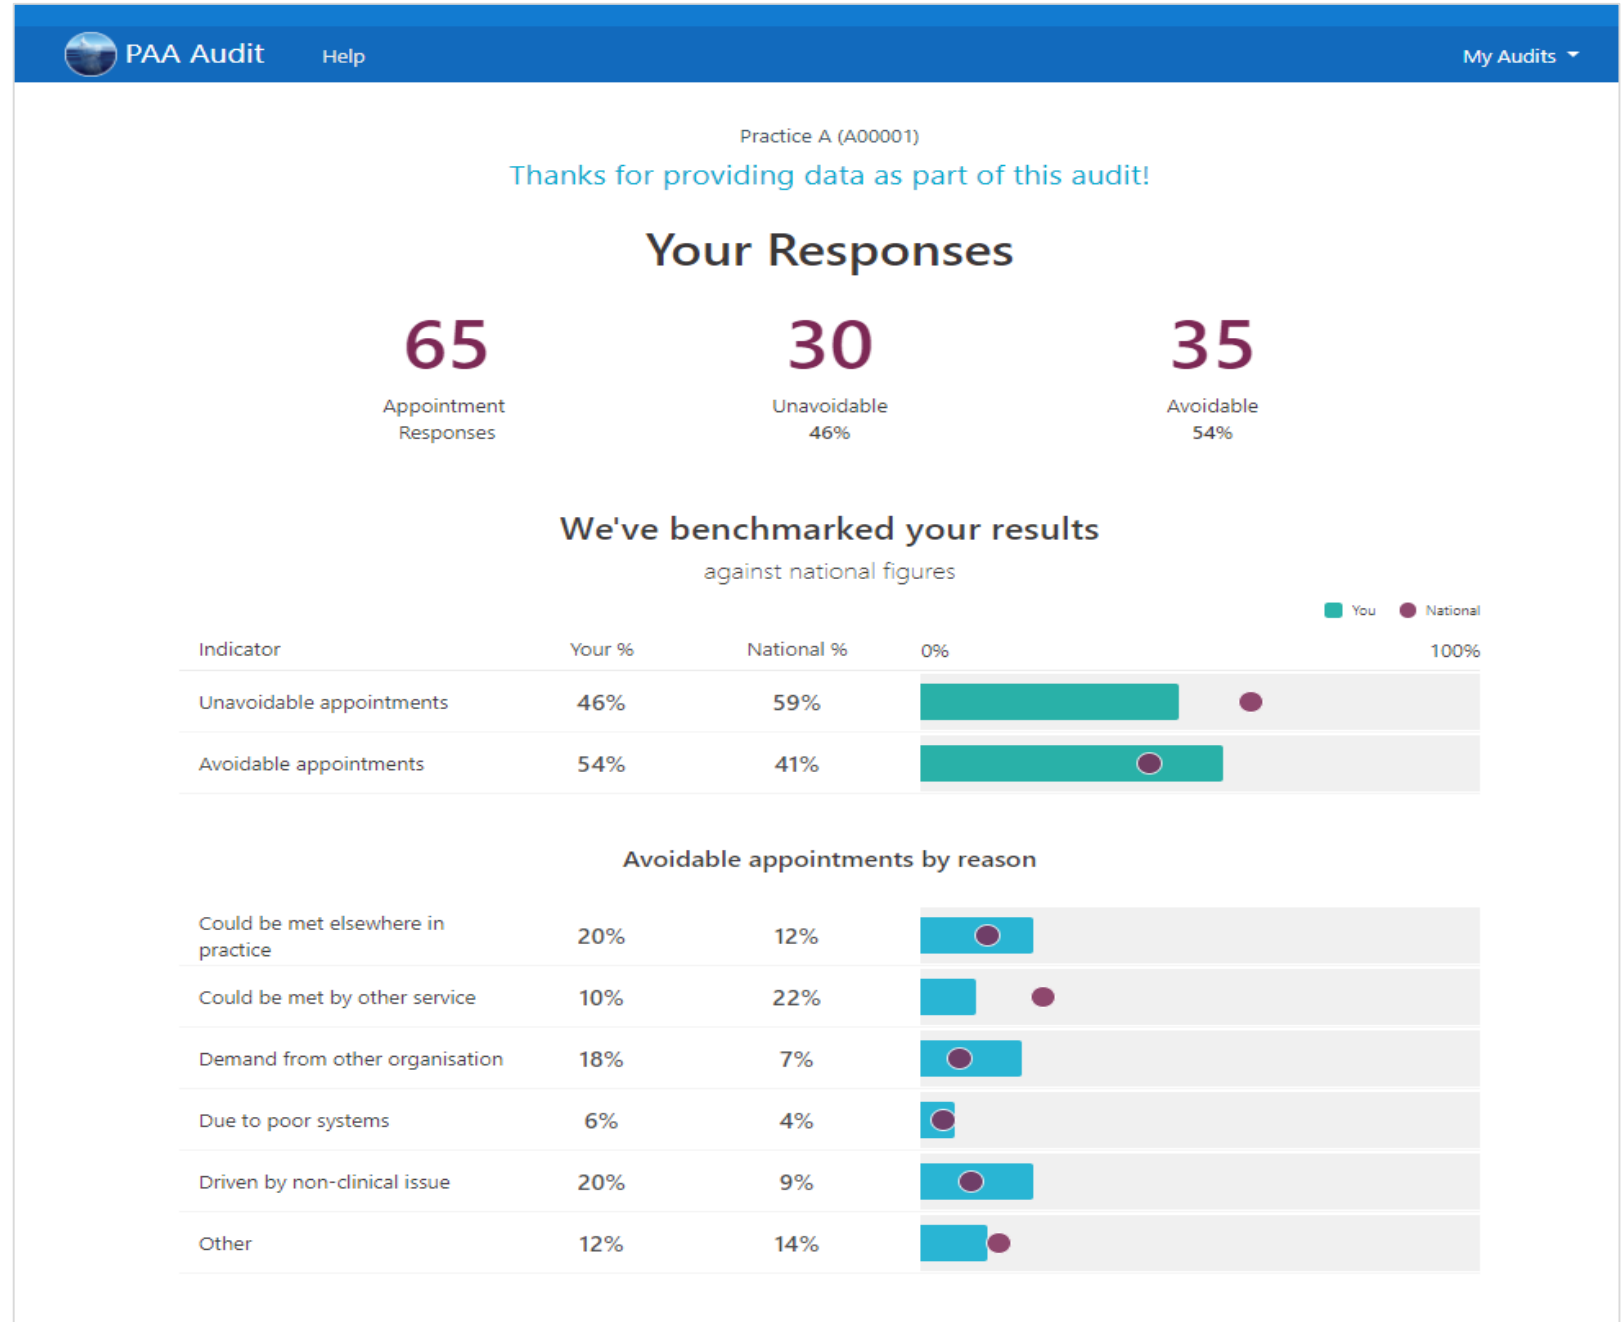 PAA Audit Help My Audits
Practice A (A00001)
Thanks for providing data as part of this audit!
Your Responses
65 30 35
Appointment Unavoidable Avoidable
Responses 46% 54%
We've benchmarked your results
against national figures
You National
Indicator Your % National % 0% 100%
Unavoidable appointments 46% 59%
Avoidable appointments 54% 41%
Avoidable appointments by reason
Could be met elsewhere in
practice 20% 12%
Could be met by other service 10% 22%
Demand from other organisation 18% 7%
Due to poor systems 6% 4%
Driven by non-clinical issue 20% 9%
Other 12% 14%